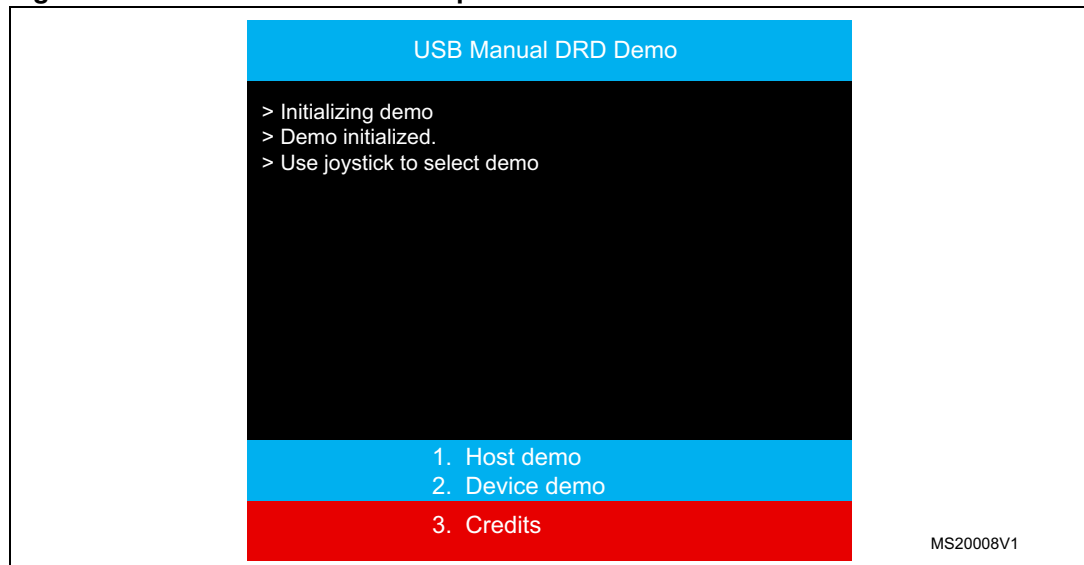 USB Manual DRD Demo
> Initializing demo
> Demo initialized.
> Use joystick to select demo
1. Host demo
2. Device demo
3. Credits
MS20008V1